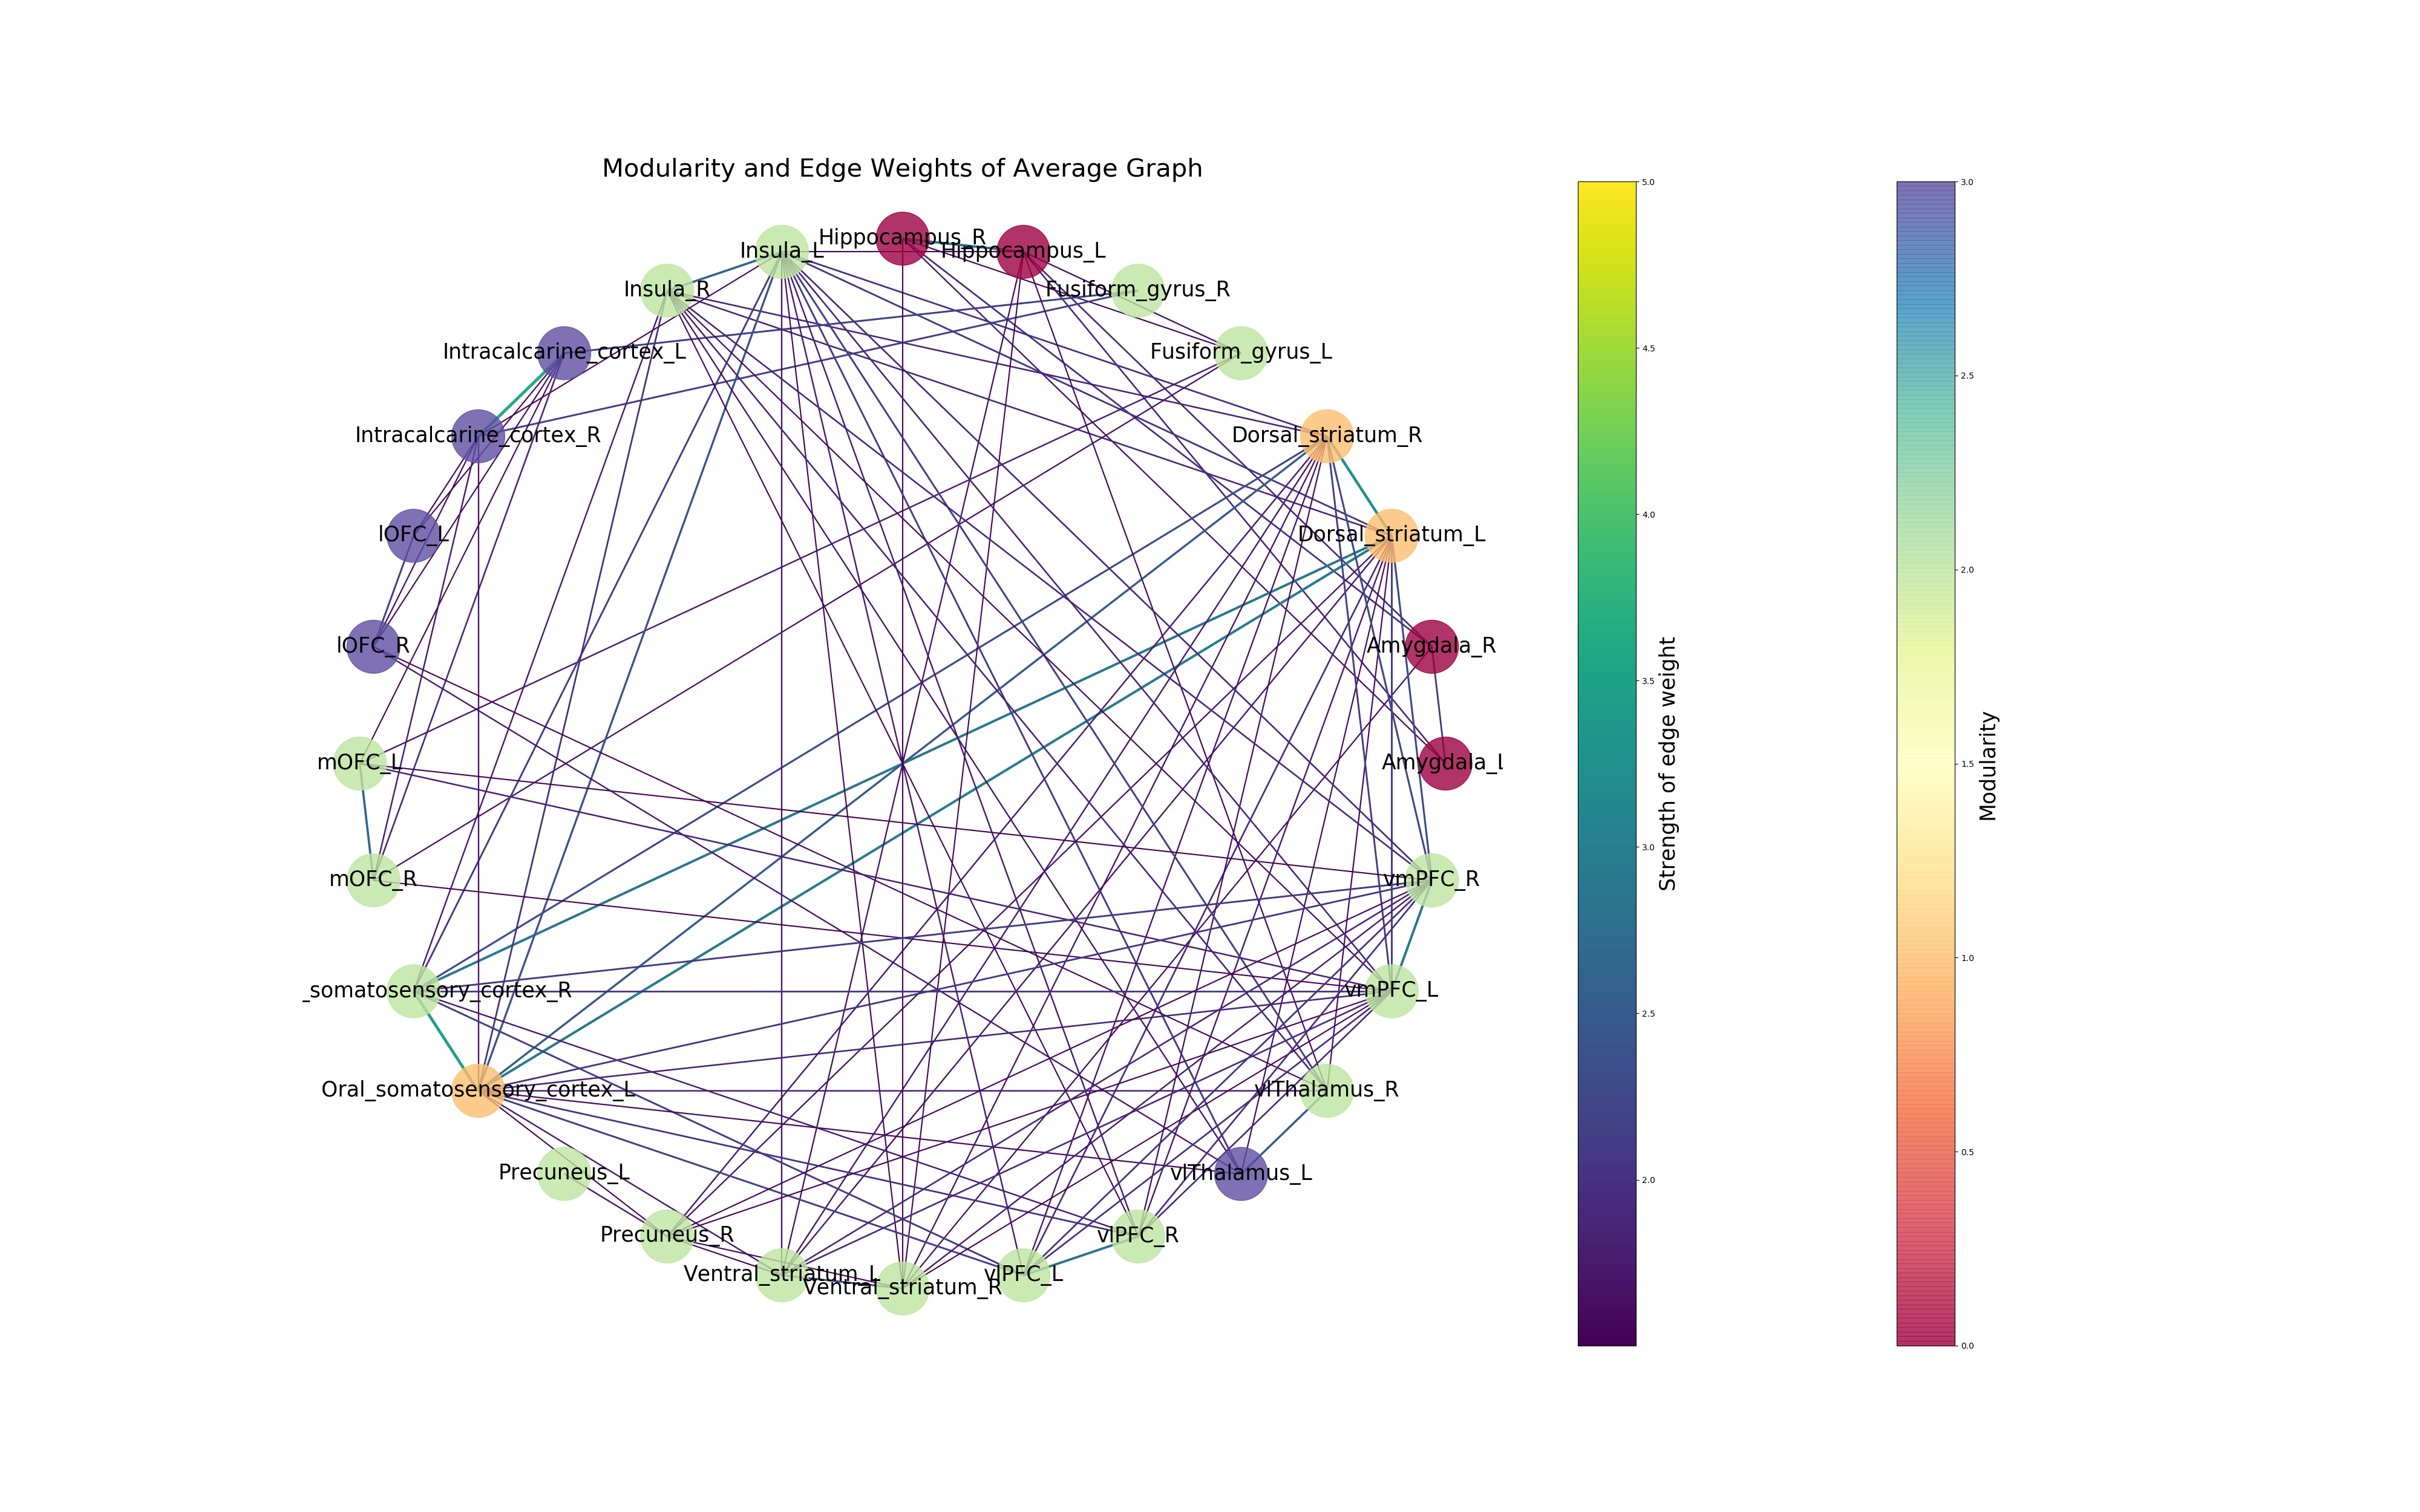 Modularity and Edge Weights of Average Graph
Hippocampus_R
Insula_L
Hippocampus_L
Insula_R
Fusiform_gyrus_R
Intracalcarine_cortex_L
Fusiform_gyrus_L
Intracalcarine_cortex_R
Dorsal_striatum_R
lOFC_L
Dorsal_striatum_L
lOFC_R
Amygdala_R
mOFC_L
Amygdala_L
mOFC_R
vmPFC_R
_somatosensory_cortex_R
vmPFC_L
Oral_somatosensory_cortex_L
vlThalamus_R
Precuneus_L
vlThalamus_L
Precuneus_R
vlPFC_R
Ventral_striatum_L
vlPFC_L
Ventral_striatum_R
5.0
4.5
4.0
3.5
3.0
2.5
2.0
Strength of edge weight
3.0
2.5
2.0
1.5
1.0
0.5
0.0
Modularity